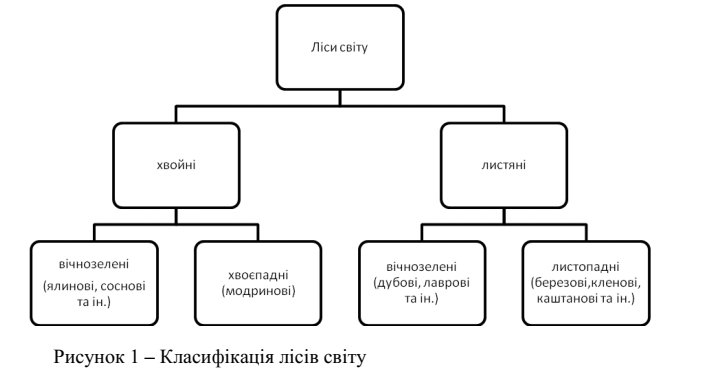 Ліси світу
хвойні
листяні
вічнозелені
(ялинові, соснові
та ін.)
хвоєпадні
(модринові)
вічнозелені
(дубові, лаврові
та ін.)
листопадні
(березові,кленові,
каштанові та ін.)
Рисунок 1 – Класифікація лісів світу